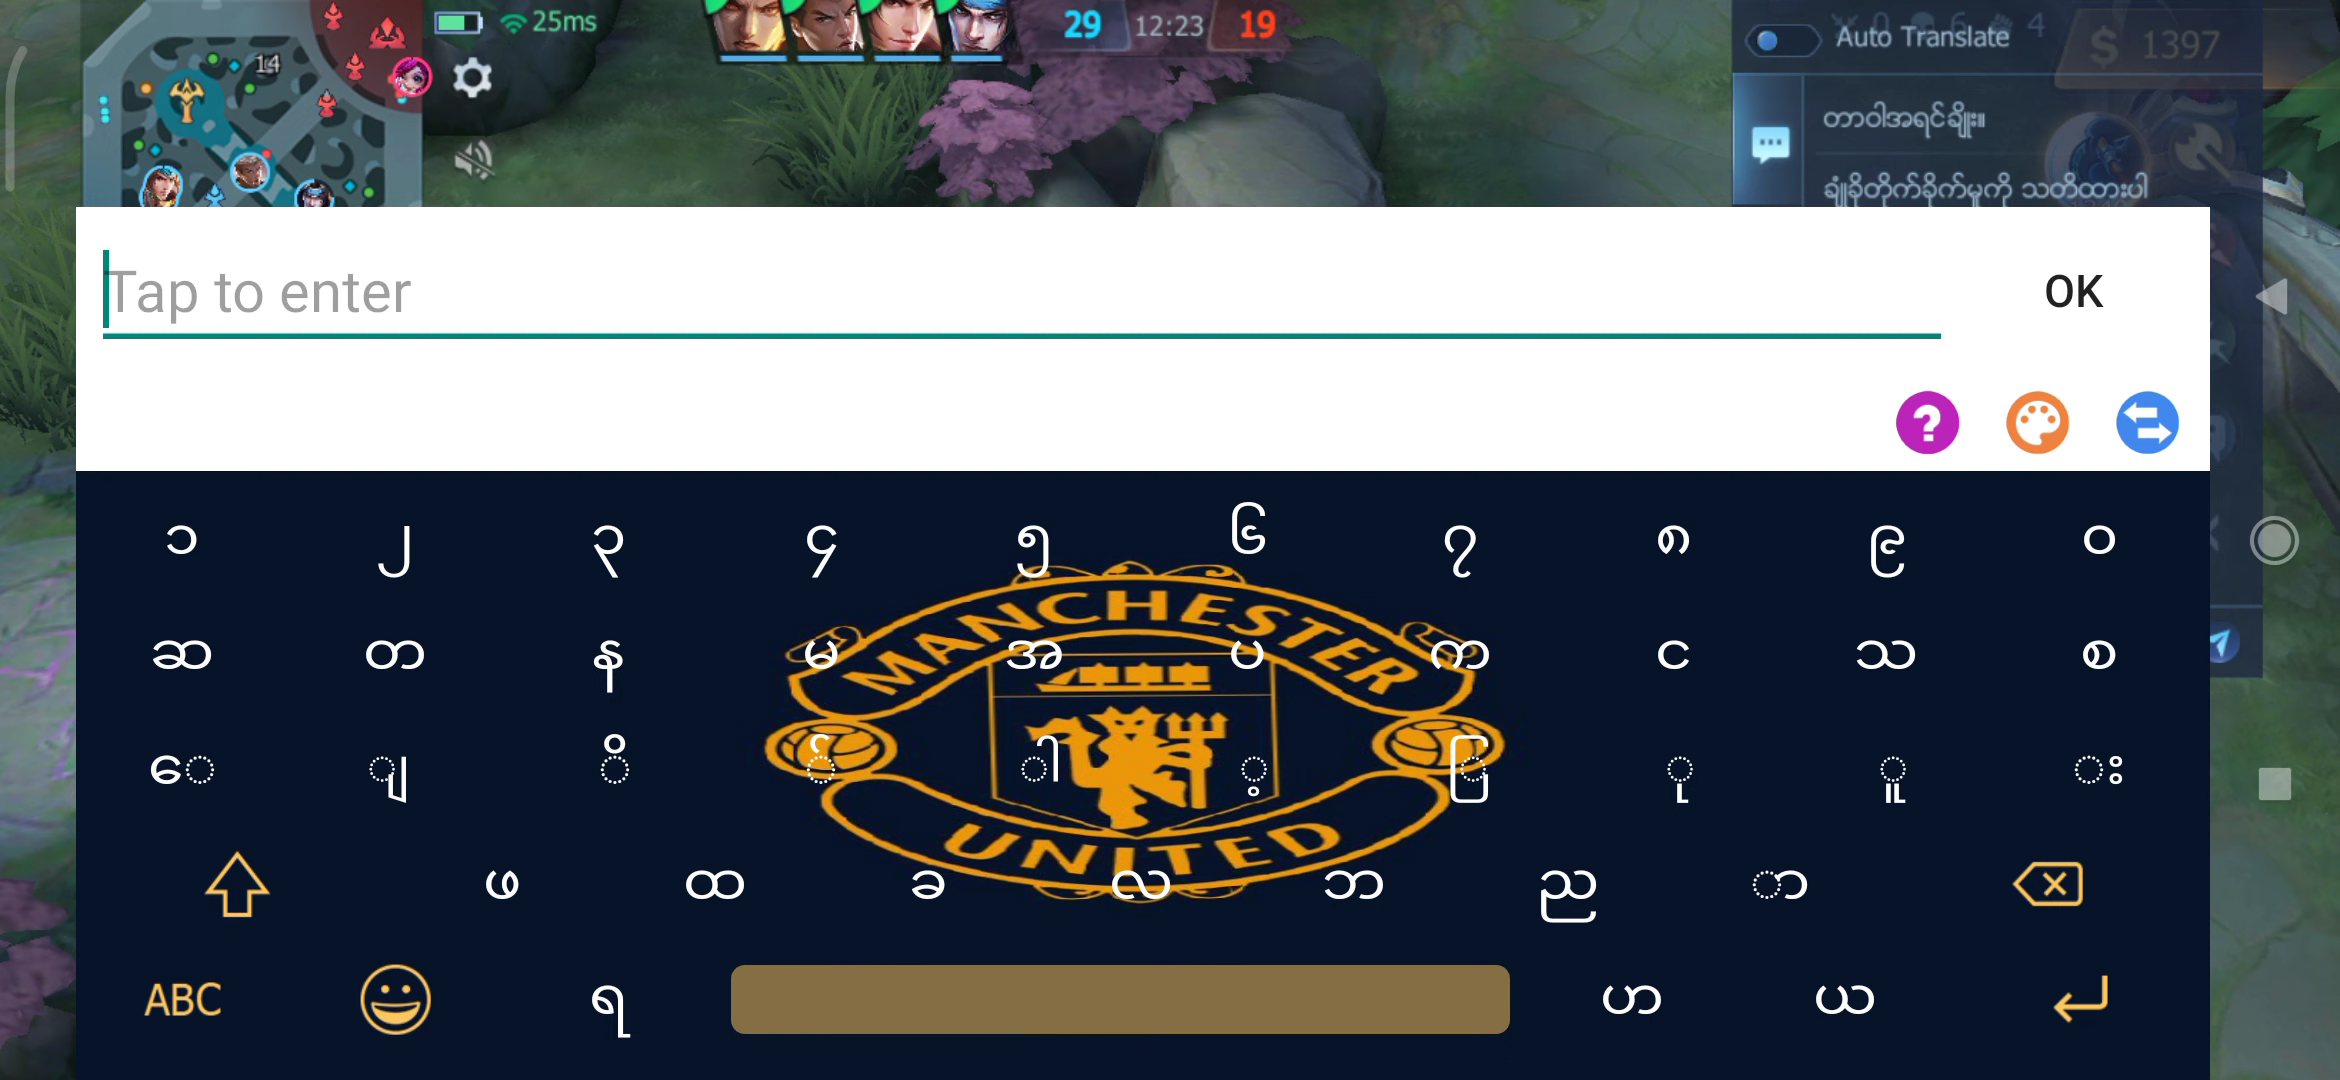 14
25ms
29 12:23 19
Auto Translate
4
$ 1397
တာဝါအရင်ချိုး။
ချုံခိုတိုက်ခိုက်မှုကို သတိထားပါ
Tap to enter
OK
?
၁ ၂ ၃ ၄ ၅ ၆ ၇ ၈ ၉ ဝ
ဆ တ န မ အ ပ က င သ စ
ေ ျ ိ ် ါ ့ ြ ု ူ း
ဖ ထ ခ လ ဘ ည ာ
ABC ရ ဟ ယ
MANCHESTER
UNITED